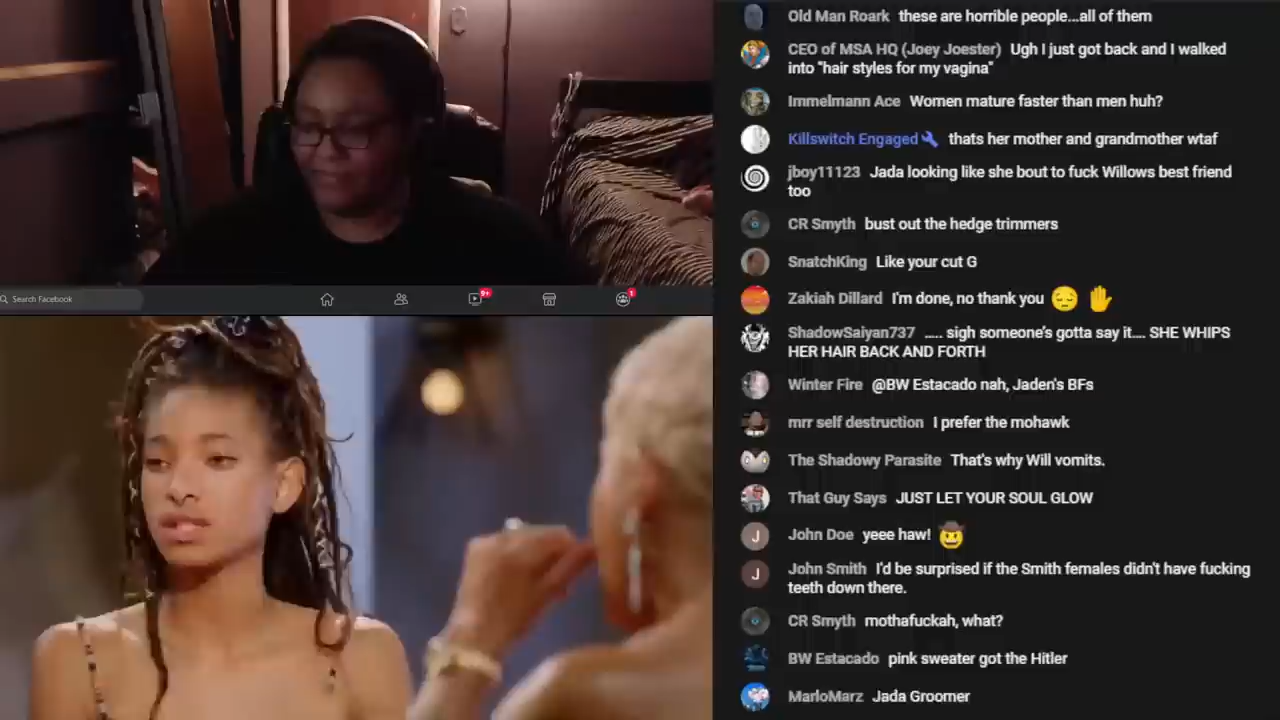 Search Facebook
9+
1
Old Man Roark these are horrible people...all of them
CEO of MSA HQ (Joey Joester) Ugh I just got back and I walked
into "hair styles for my vagina"
Immelmann Ace Women mature faster than men huh?
Killswitch Engaged thats her mother and grandmother wtaf
jboy11123 Jada looking like she bout to fuck Willows best friend
too
CR Smyth bust out the hedge trimmers
SnatchKing Like your cut G
Zakiah Dillard I'm done, no thank you 😔 ✋
ShadowSaiyan737 ..... sigh someone's gotta say it.... SHE WHIPS
HER HAIR BACK AND FORTH
Winter Fire @BW Estacado nah, Jaden's BFs
mrr self destruction I prefer the mohawk
The Shadowy Parasite That's why Will vomits.
That Guy Says JUST LET YOUR SOUL GLOW
J
John Doe yeee haw! 🤠
J
John Smith I'd be surprised if the Smith females didn't have fucking
teeth down there.
CR Smyth mothafuckah, what?
BW Estacado pink sweater got the Hitler
MarloMarz Jada Groomer